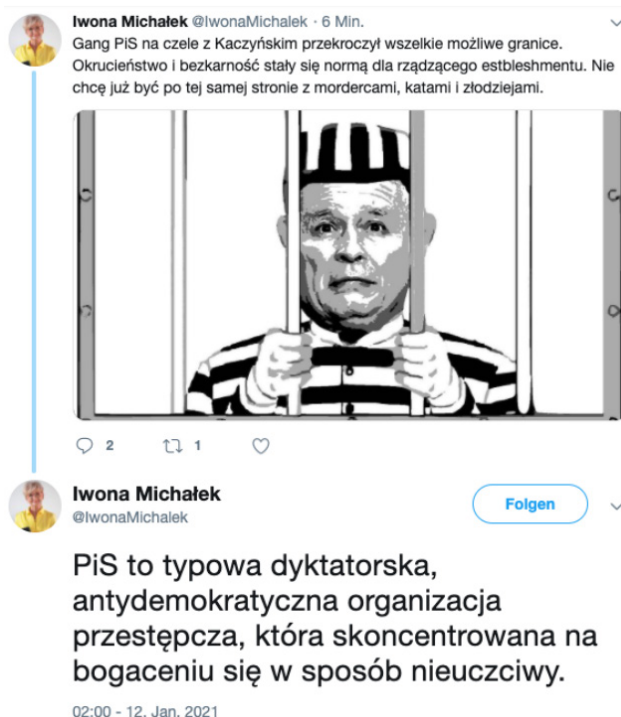 Iwona Michałek @IwonaMichalek · 6 Min.
Gang PiS na czele z Kaczyńskim przekroczył wszelkie możliwe granice.
Okrucieństwo i bezkarność stały się normą dla rządzącego estbleshmentu. Nie
chcę już być po tej samej stronie z mordercami, katami i złodziejami.
2 1
Iwona Michałek
@IwonaMichalek
Folgen
PiS to typowa dyktatorska,
antydemokratyczna organizacja
przestępcza, która skoncentrowana na
bogaceniu się w sposób nieuczciwy.
02:00 - 12. Jan. 2021